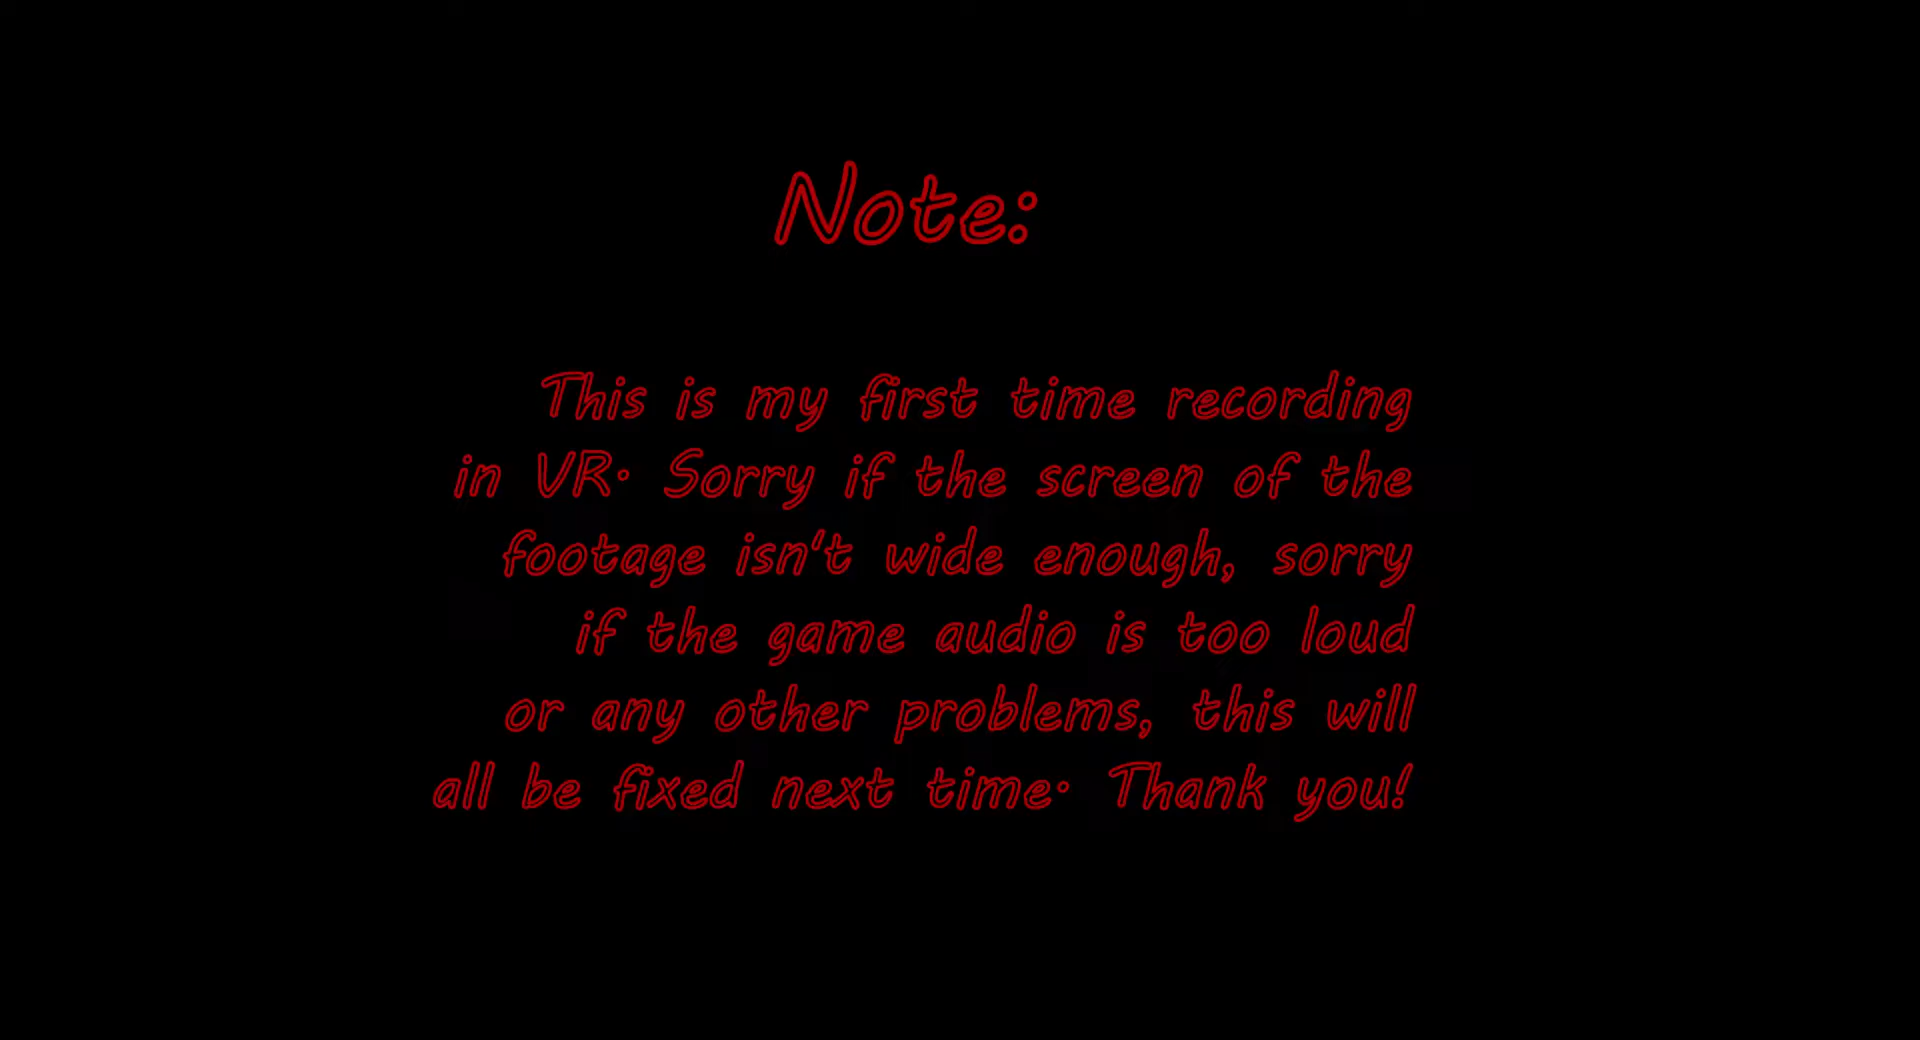 Note:
This is my first time recording
in VR. Sorry if the screen of the
footage isn't wide enough, sorry
if the game audio is too loud
or any other problems, this will
all be fixed next time. Thank you!